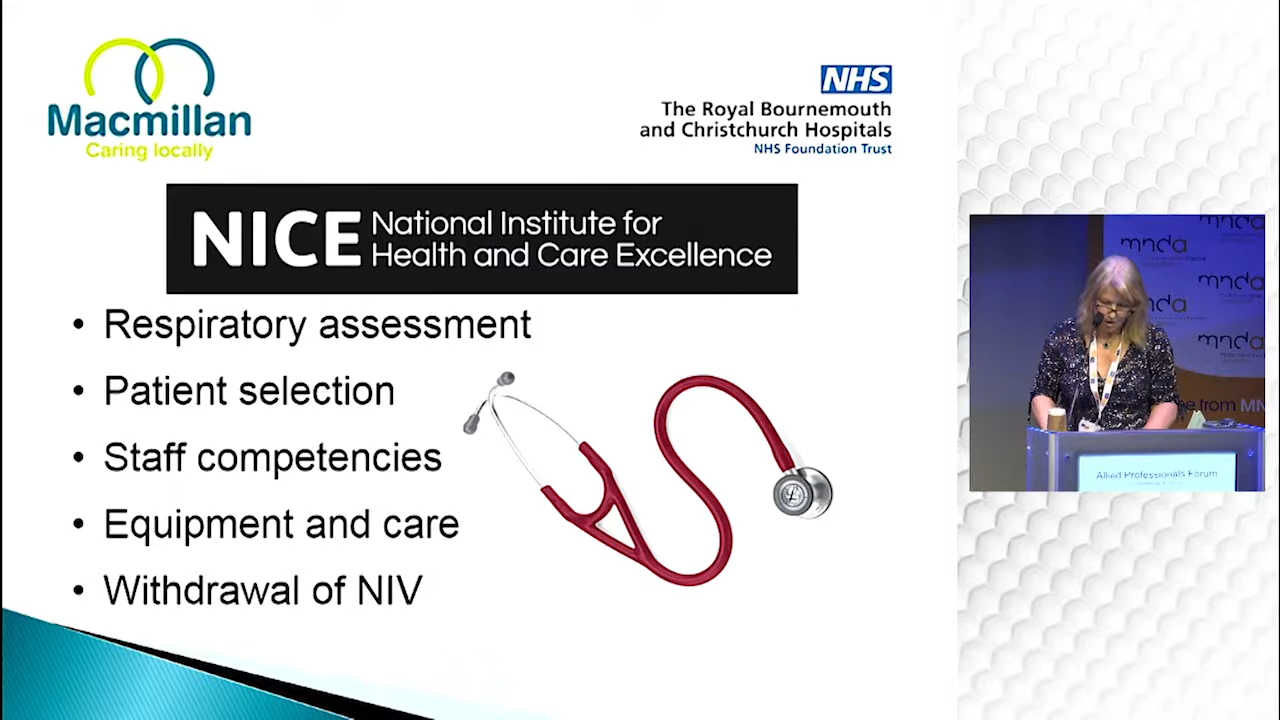 Macmillan
Caring locally
NHS
The Royal Bournemouth
and Christchurch Hospitals
NHS Foundation Trust
NICE National Institute for
Health and Care Excellence
• Respiratory assessment
• Patient selection
• Staff competencies
• Equipment and care
• Withdrawal of NIV
mnda
mnda
mnda
mnda
from MN
Allied Professionals Forum